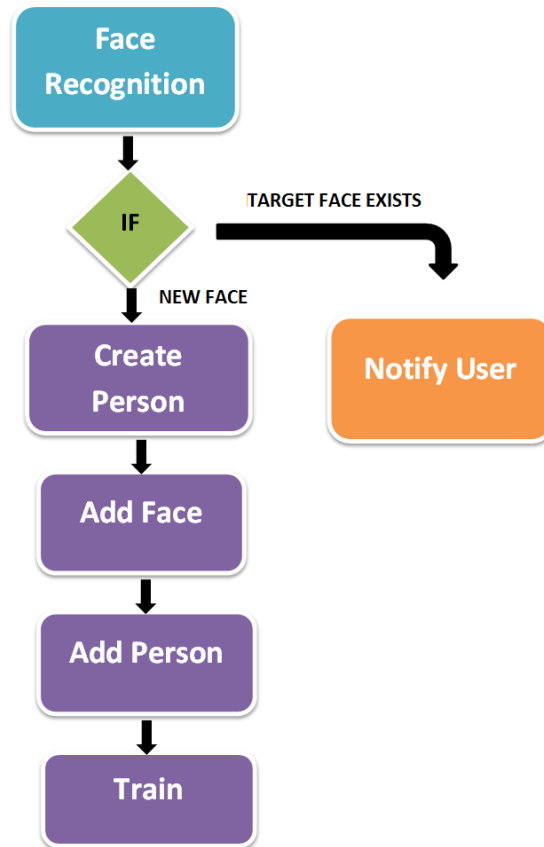 Face
Recognition
IF
TARGET FACE EXISTS
NEW FACE
Create
Person
Notify User
Add Face
Add Person
Train